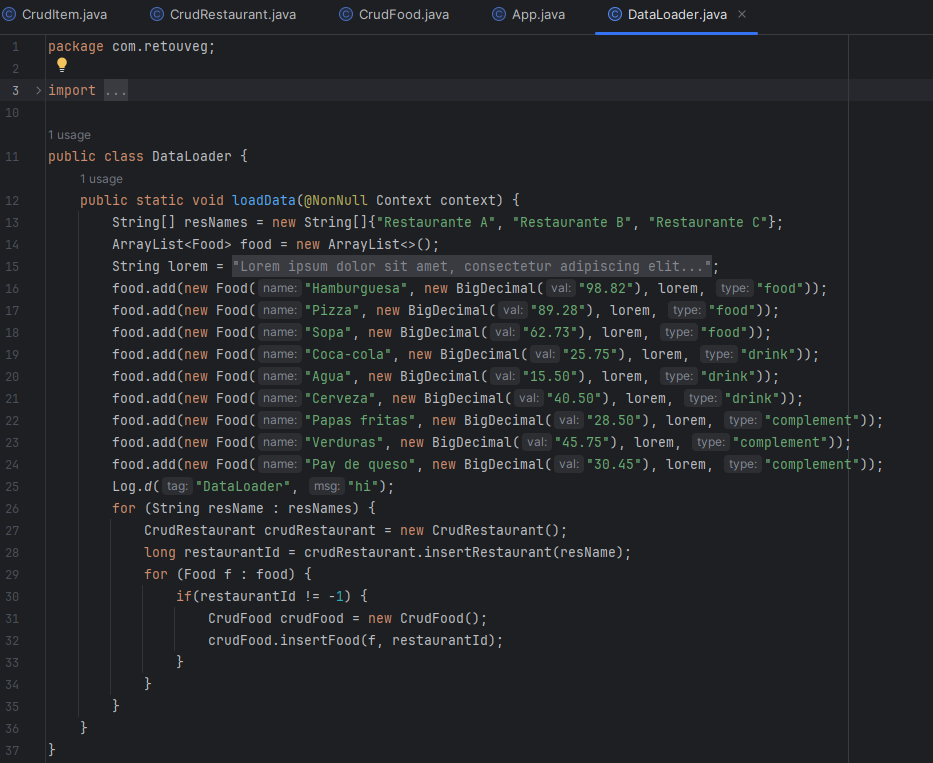 CrudItem.java CrudRestaurant.java CrudFood.java App.java DataLoader.java
1 package com.retouveg;
2
3 import ...
10
1 usage
11 public class DataLoader {
1 usage
12 public static void loadData(@NonNull Context context) {
13 String[] resNames = new String[]{"Restaurante A", "Restaurante B", "Restaurante C"};
14 ArrayList<Food> food = new ArrayList<>();
15 String lorem = "Lorem ipsum dolor sit amet, consectetur adipiscing elit...";
16 food.add(new Food( name: "Hamburguesa", new BigDecimal( val: "98.82"), lorem, type: "food"));
17 food.add(new Food( name: "Pizza", new BigDecimal( val: "89.28"), lorem, type: "food"));
18 food.add(new Food( name: "Sopa", new BigDecimal( val: "62.73"), lorem, type: "food"));
19 food.add(new Food( name: "Coca-cola", new BigDecimal( val: "25.75"), lorem, type: "drink"));
20 food.add(new Food( name: "Agua", new BigDecimal( val: "15.50"), lorem, type: "drink"));
21 food.add(new Food( name: "Cerveza", new BigDecimal( val: "40.50"), lorem, type: "drink"));
22 food.add(new Food( name: "Papas fritas", new BigDecimal( val: "28.50"), lorem, type: "complement"));
23 food.add(new Food( name: "Verduras", new BigDecimal( val: "45.75"), lorem, type: "complement"));
24 food.add(new Food( name: "Pay de queso", new BigDecimal( val: "30.45"), lorem, type: "complement"));
25 Log.d( tag: "DataLoader", msg: "hi");
26 for (String resName : resNames) {
27 CrudRestaurant crudRestaurant = new CrudRestaurant();
28 long restaurantId = crudRestaurant.insertRestaurant(resName);
29 for (Food f : food) {
30 if(restaurantId != -1) {
31 CrudFood crudFood = new CrudFood();
32 crudFood.insertFood(f, restaurantId);
33 }
34 }
35 }
36 }
37 }